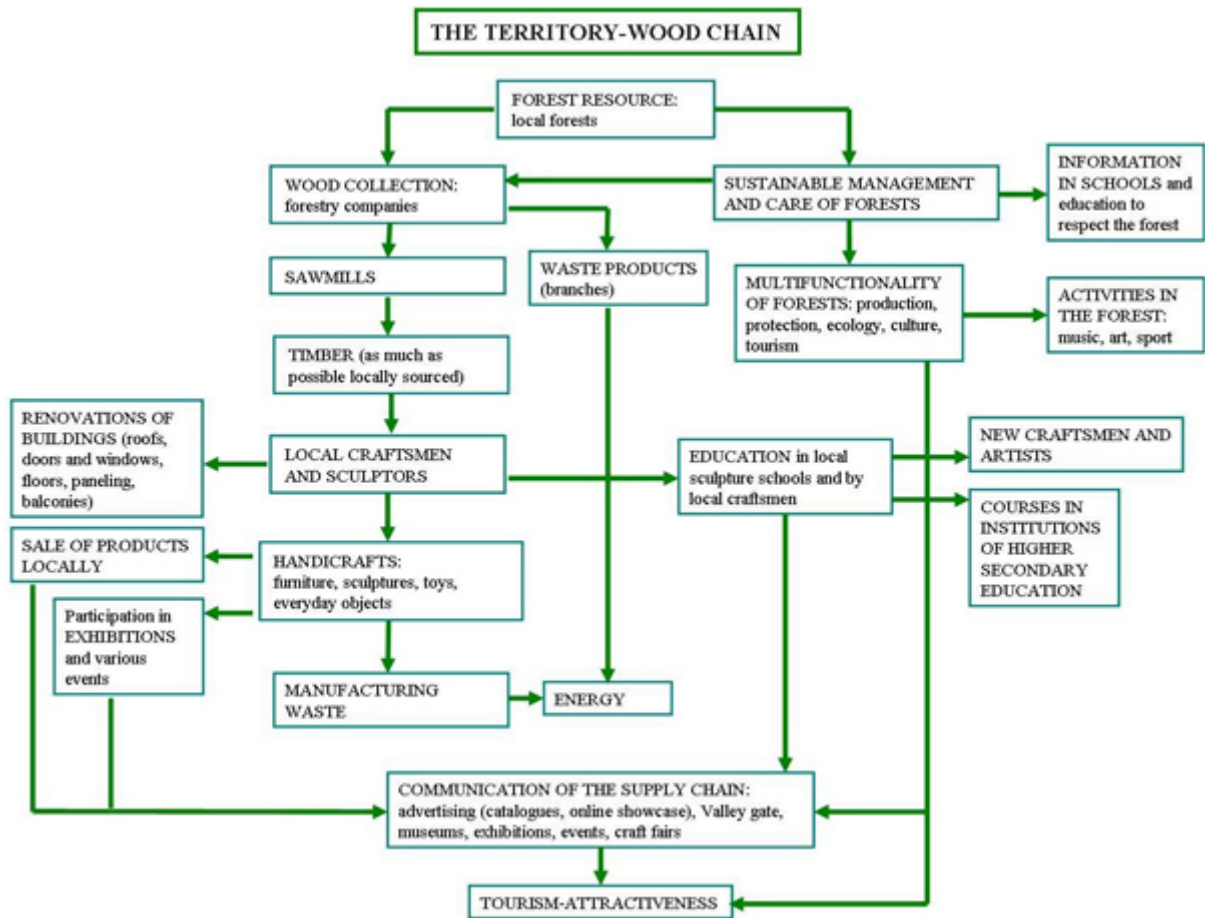 THE TERRITORY-WOOD CHAIN
FOREST RESOURCE:
local forests
WOOD COLLECTION:
forestry companies
SUSTAINABLE MANAGEMENT
AND CARE OF FORESTS
INFORMATION
IN SCHOOLS and
education to
respect the forest
SAWMILLS
WASTE PRODUCTS
(branches)
MULTIFUNCTIONALITY
OF FORESTS: production,
protection, ecology, culture,
tourism
ACTIVITIES IN
THE FOREST:
music, art, sport
TIMBER (as much as
possible locally sourced)
RENOVATIONS OF
BUILDINGS (roofs,
doors and windows,
floors, paneling,
balconies)
LOCAL CRAFTSMEN
AND SCULPTORS
EDUCATION in local
sculpture schools and by
local craftsmen
NEW CRAFTSMEN AND
ARTISTS
COURSES IN
INSTITUTIONS
OF HIGHER
SECONDARY
EDUCATION
SALE OF PRODUCTS
LOCALLY
HANDICRAFTS:
furniture, sculptures, toys,
everyday objects
Participation in
EXHIBITIONS
and various
events
MANUFACTURING
WASTE
ENERGY
COMMUNICATION OF THE SUPPLY CHAIN:
advertising (catalogues, online showcase), Valley gate,
museums, exhibitions, events, craft fairs
TOURISM-ATTRACTIVENESS